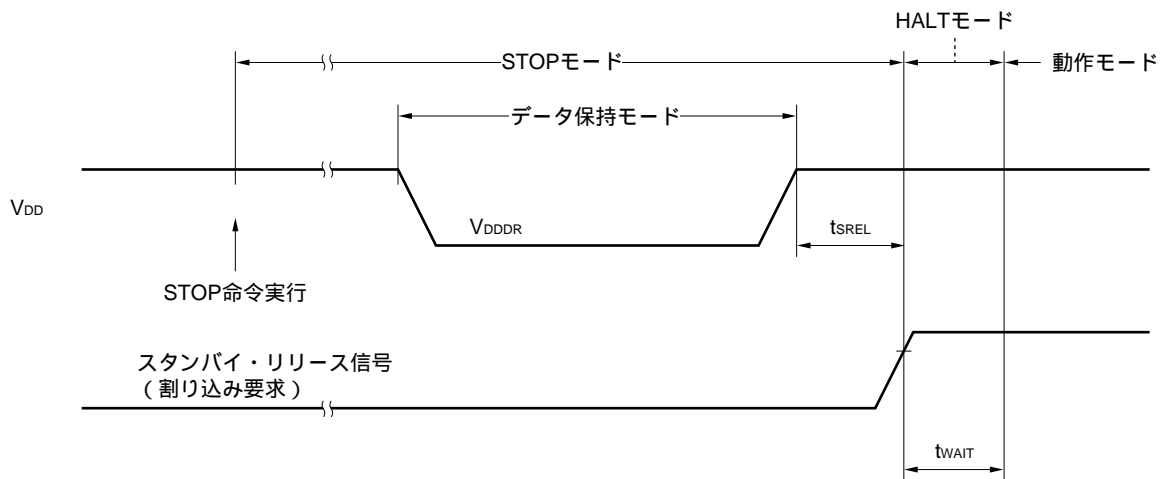 HALTモード
STOPモード
動作モード
データ保持モード
VDD
VDDDR
tSREL
STOP命令実行
スタンバイ・リリース信号
(割り込み要求)
tWAIT